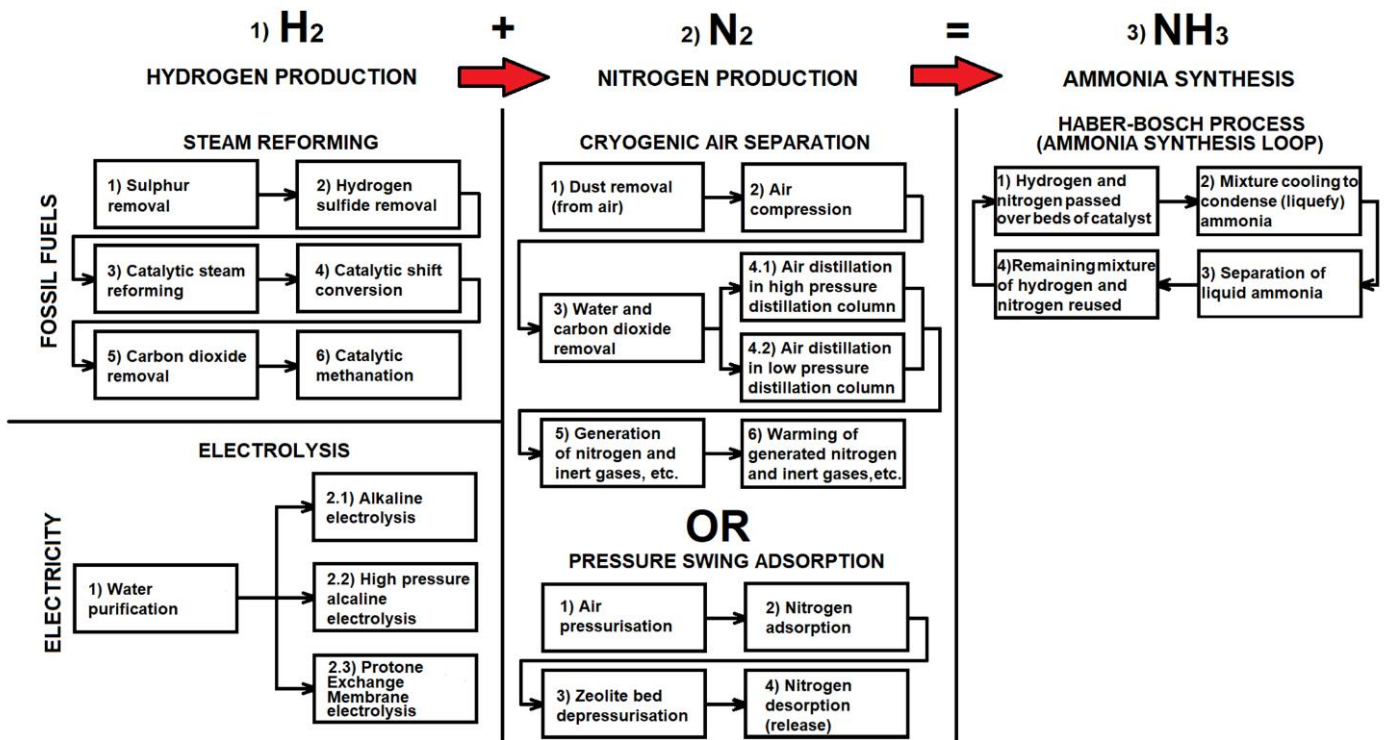 1) H2 + 2) N2 = 3) NH3
HYDROGEN PRODUCTION
NITROGEN PRODUCTION
AMMONIA SYNTHESIS
FOSSIL FUELS
STEAM REFORMING
1) Sulphur
removal
2) Hydrogen
sulfide removal
3) Catalytic steam
reforming
4) Catalytic shift
conversion
5) Carbon dioxide
removal
6) Catalytic
methanation
ELECTRICITY
ELECTROLYSIS
1) Water
purification
2.1) Alkaline
electrolysis
2.2) High pressure
alcaline
electrolysis
2.3) Protone
Exchange
Membrane
electrolysis
CRYOGENIC AIR SEPARATION
1) Dust removal
(from air)
2) Air
compression
3) Water and
carbon dioxide
removal
4.1) Air distillation
in high pressure
distillation column
4.2) Air distillation
in low pressure
distillation column
5) Generation
of nitrogen and
inert gases, etc.
6) Warming of
generated nitrogen
and inert gases,etc.
OR
PRESSURE SWING ADSORPTION
1) Air
pressurisation
2) Nitrogen
adsorption
3) Zeolite bed
depressurisation
4) Nitrogen
desorption
(release)
HABER-BOSCH PROCESS
(AMMONIA SYNTHESIS LOOP)
1) Hydrogen and
nitrogen passed
over beds of catalyst
2) Mixture cooling to
condense (liquefy)
ammonia
3) Separation of
liquid ammonia
4)Remaining mixture
of hydrogen and
nitrogen reused